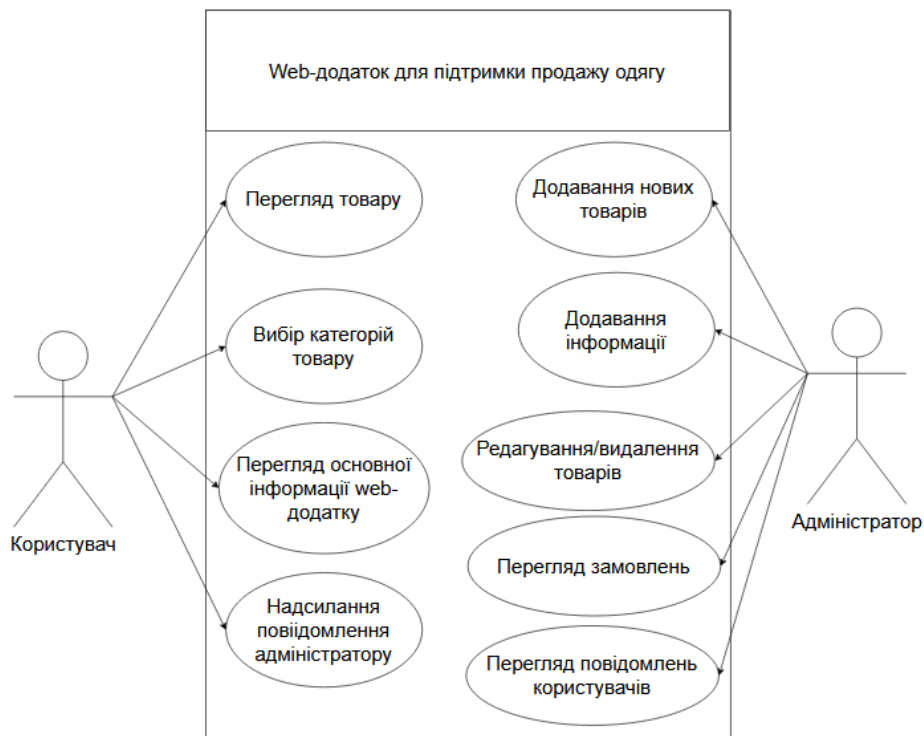 Web-додаток для підтримки продажу одягу
Перегляд товару
Вибір категорій
товару
Перегляд основної
інформації web-
додатку
Надсилання
повіідомлення
адміністратору
Користувач
Додавання нових
товарів
Додавання
інформації
Редагування/видалення
товарів
Перегляд замовлень
Перегляд повідомлень
користувачів
Адміністратор